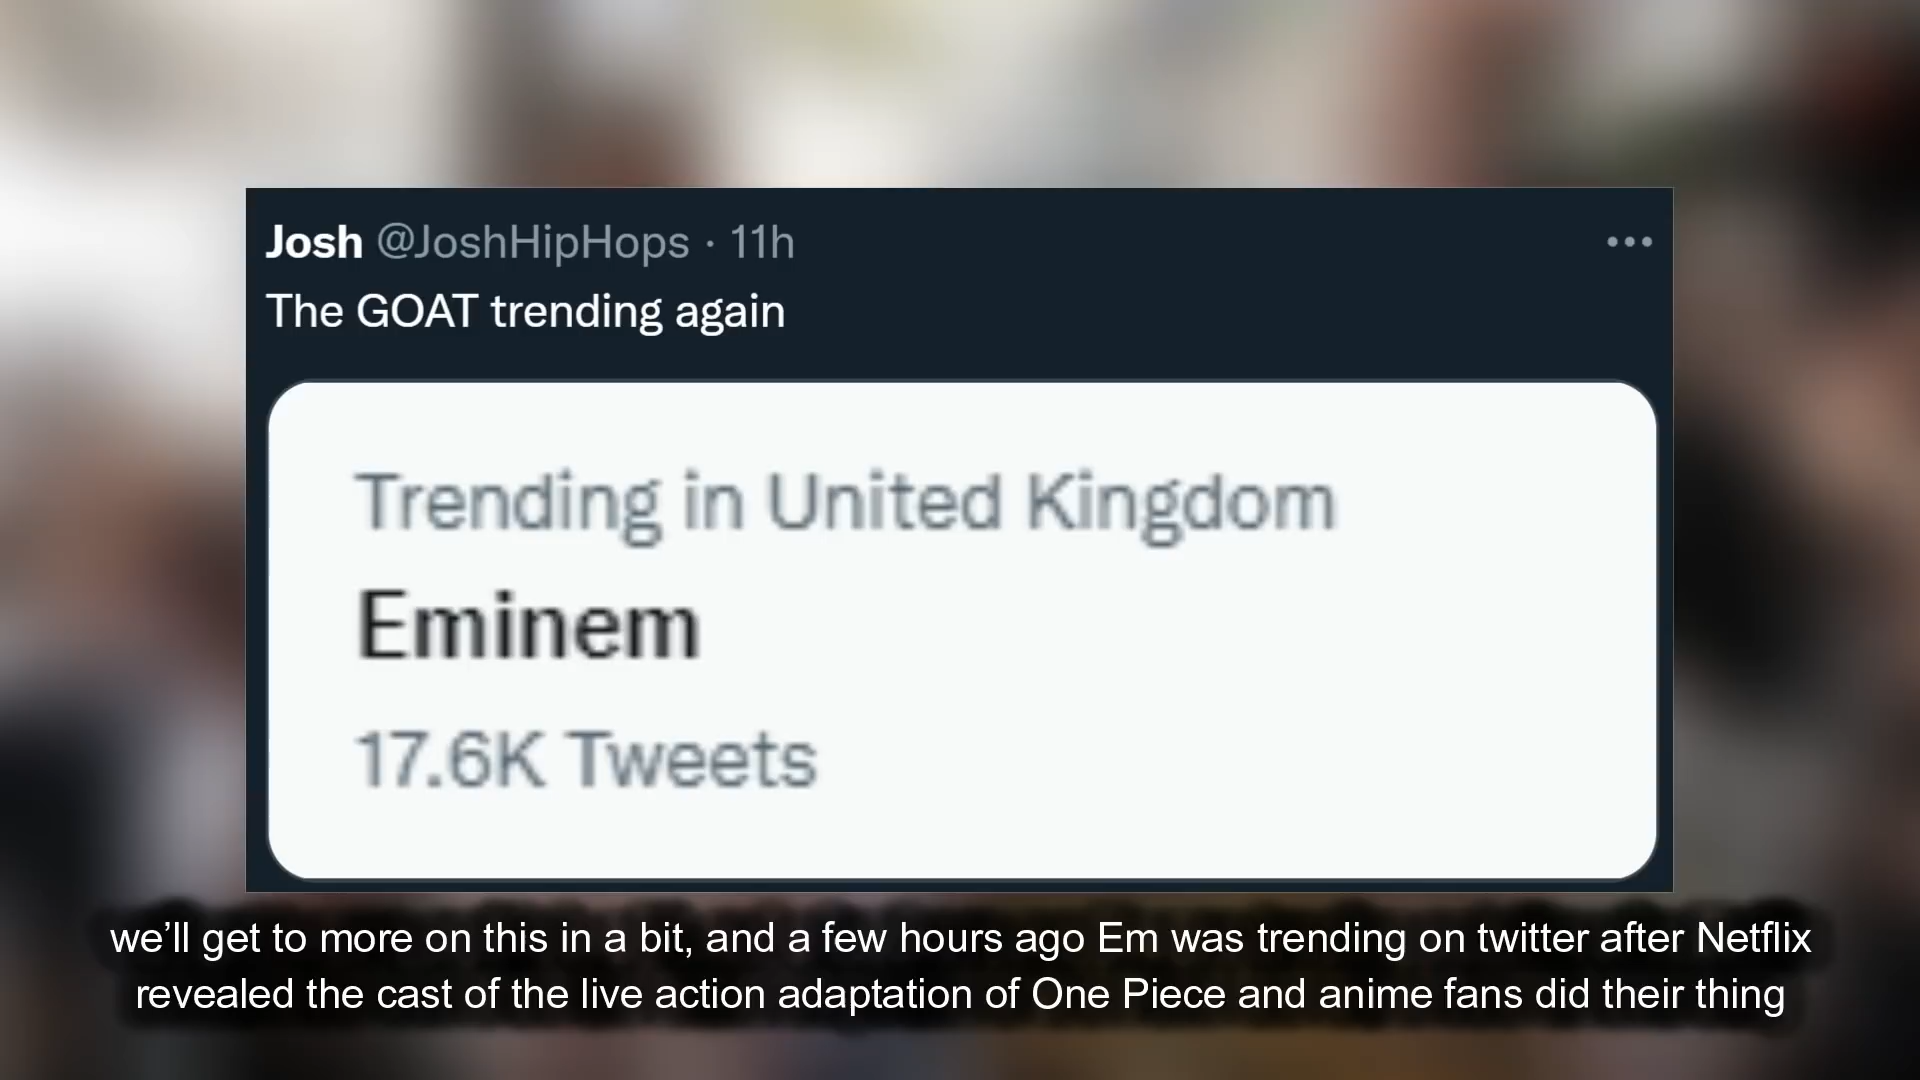 Josh @JoshHipHops · 11h
The GOAT trending again
Trending in United Kingdom
Eminem
17.6K Tweets
we’ll get to more on this in a bit, and a few hours ago Em was trending on twitter after Netflix
revealed the cast of the live action adaptation of One Piece and anime fans did their thing